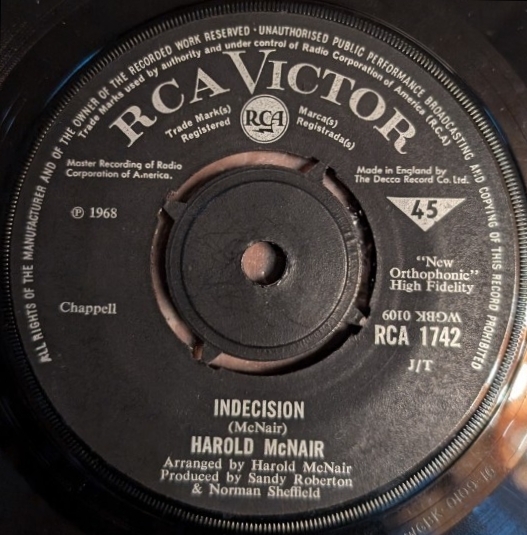 ALL RIGHTS OF THE MANUFACTURER AND OF THE OWNER OF THE RECORDED WORK RESERVED · UNAUTHORISED PUBLIC PERFORMANCE BROADCASTING AND COPYING OF THIS RECORD PROHIBITED
Trade Marks used by authority and under control of Radio Corporation of America (R.C.A)
RCA VICTOR
Trade Mark(s)
Registered
RCA
Marca(s)
Registrada(s)
Master Recording of Radio
Corporation of America.
Made in England by
The Decca Record Co. Ltd.
℗ 1968
45
"New
Orthophonic"
High Fidelity
Chappell
WGBK 0109
RCA 1742
J/T
INDECISION
(McNair)
HAROLD McNAIR
Arranged by Harold McNair
Produced by Sandy Roberton
& Norman Sheffield